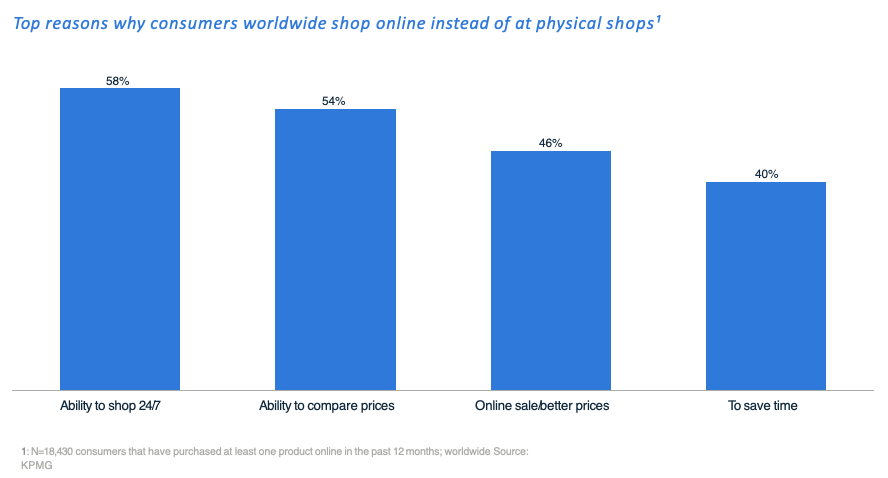 Top reasons why consumers worldwide shop online instead of at physical shops¹
58%
54%
46%
40%
Ability to shop 24/7
Ability to compare prices
Online sale/better prices
To save time
1: N=18,430 consumers that have purchased at least one product online in the past 12 months; worldwide Source:
KPMG